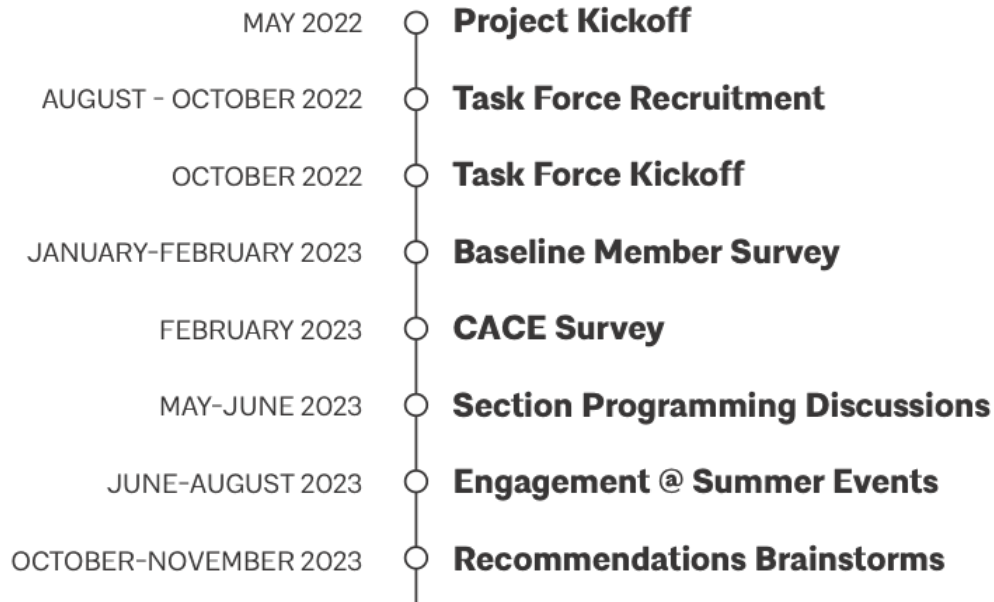 MAY 2022 Project Kickoff
AUGUST - OCTOBER 2022 Task Force Recruitment
OCTOBER 2022 Task Force Kickoff
JANUARY-FEBRUARY 2023 Baseline Member Survey
FEBRUARY 2023 CACE Survey
MAY-JUNE 2023 Section Programming Discussions
JUNE-AUGUST 2023 Engagement @ Summer Events
OCTOBER-NOVEMBER 2023 Recommendations Brainstorms